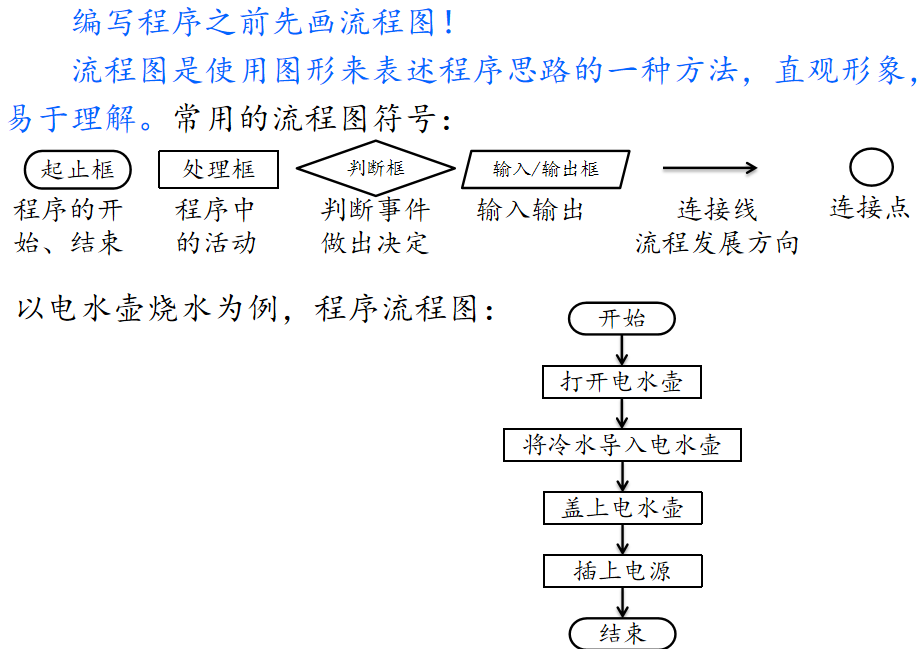 编写程序之前先画流程图！
流程图是使用图形来表述程序思路的一种方法，直观形象，
易于理解。常用的流程图符号：
起止框 处理框 判断框 输入/输出框
程序的开 程序中 判断事件 输入输出 连接线 连接点
始、结束 的活动 做出决定 流程发展方向
以电水壶烧水为例，程序流程图：
开始
打开电水壶
将冷水导入电水壶
盖上电水壶
插上电源
结束